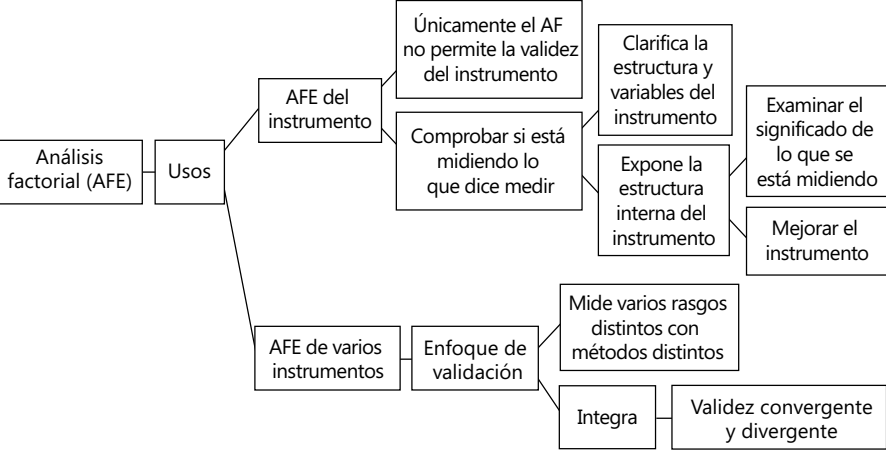 Análisis
factorial (AFE)
Usos
AFE del
instrumento
Únicamente el AF
no permite la validez
del instrumento
Comprobar si está
midiendo lo
que dice medir
Clarifica la
estructura y
variables del
instrumento
Expone la
estructura
interna del
instrumento
Examinar el
significado de
lo que se
está midiendo
Mejorar el
instrumento
AFE de varios
instrumentos
Enfoque de
validación
Mide varios rasgos
distintos con
métodos distintos
Integra
Validez convergente
y divergente